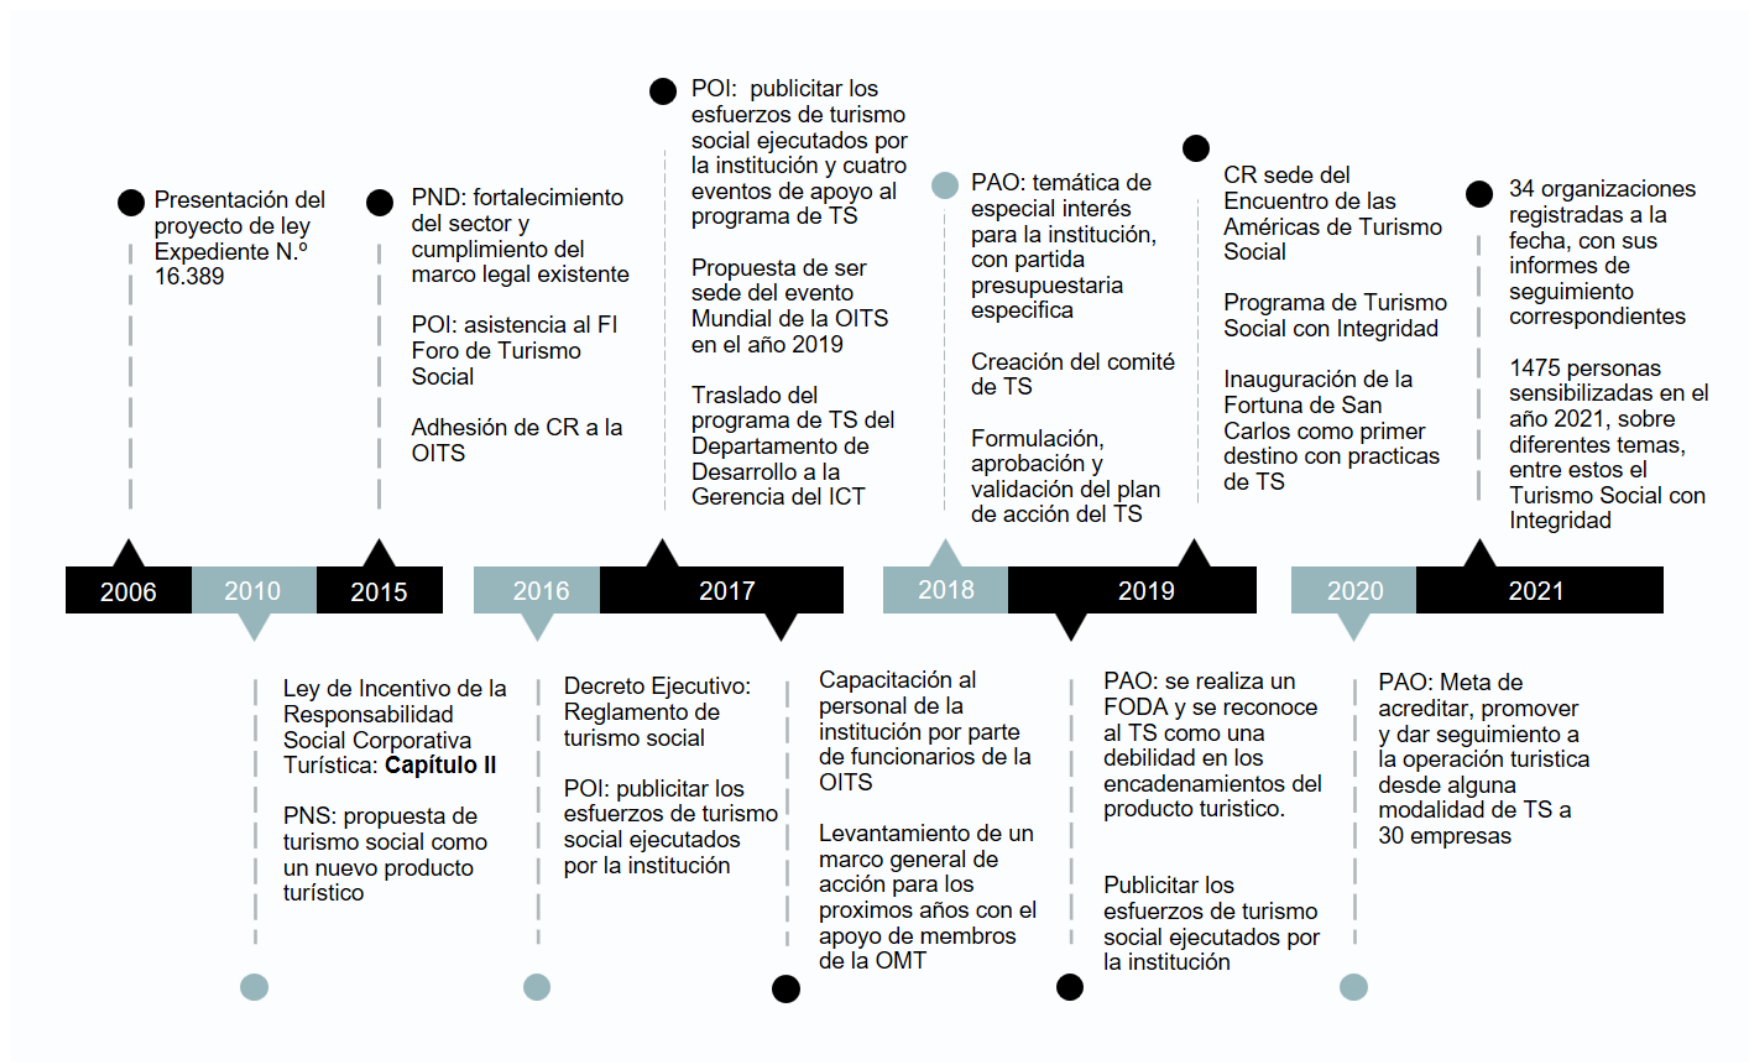 POI:  publicitar los
esfuerzos de turismo
social ejecutados por
la institución y cuatro
eventos de apoyo al
programa de TS
Propuesta de ser
sede del evento
Mundial de la OITS
en el año 2019
Traslado del
programa de TS del
Departamento de
Desarrollo a la
Gerencia del ICT
Presentación del
proyecto de ley
Expediente N.º
16.389
PND: fortalecimiento
del sector y
cumplimiento del
marco legal existente
POI: asistencia al FI
Foro de Turismo
Social
Adhesión de CR a la
OITS
PAO: temática de
especial interés
para la institución,
con partida
presupuestaria
especifica
Creación del comité
de TS
Formulación,
aprobación y
validación del plan
de acción del TS
CR sede del
Encuentro de las
Américas de Turismo
Social
Programa de Turismo
Social con Integridad
Inauguración de la
Fortuna de San
Carlos como primer
destino con practicas
de TS
34 organizaciones
registradas a la
fecha, con sus
informes de
seguimiento
correspondientes
1475 personas
sensibilizadas en el
año 2021, sobre
diferentes temas,
entre estos el
Turismo Social con
Integridad
2006 2010 2015 2016 2017 2018 2019 2020 2021
Ley de Incentivo de la
Responsabilidad
Social Corporativa
Turística: Capítulo II
PNS: propuesta de
turismo social como
un nuevo producto
turístico
Decreto Ejecutivo:
Reglamento de
turismo social
POI: publicitar los
esfuerzos de turismo
social ejecutados
por la institución
Capacitación al
personal de la
institución por parte
de funcionarios de la
OITS
Levantamiento de un
marco general de
acción para los
proximos años con el
apoyo de membros
de la OMT
PAO: se realiza un
FODA y se reconoce
al TS como una
debilidad en los
encadenamientos del
producto turistico.
Publicitar los
esfuerzos de turismo
social ejecutados por
la institución
PAO: Meta de
acreditar, promover
y dar seguimiento a
la operación turistica
desde alguna
modalidad de TS a
30 empresas